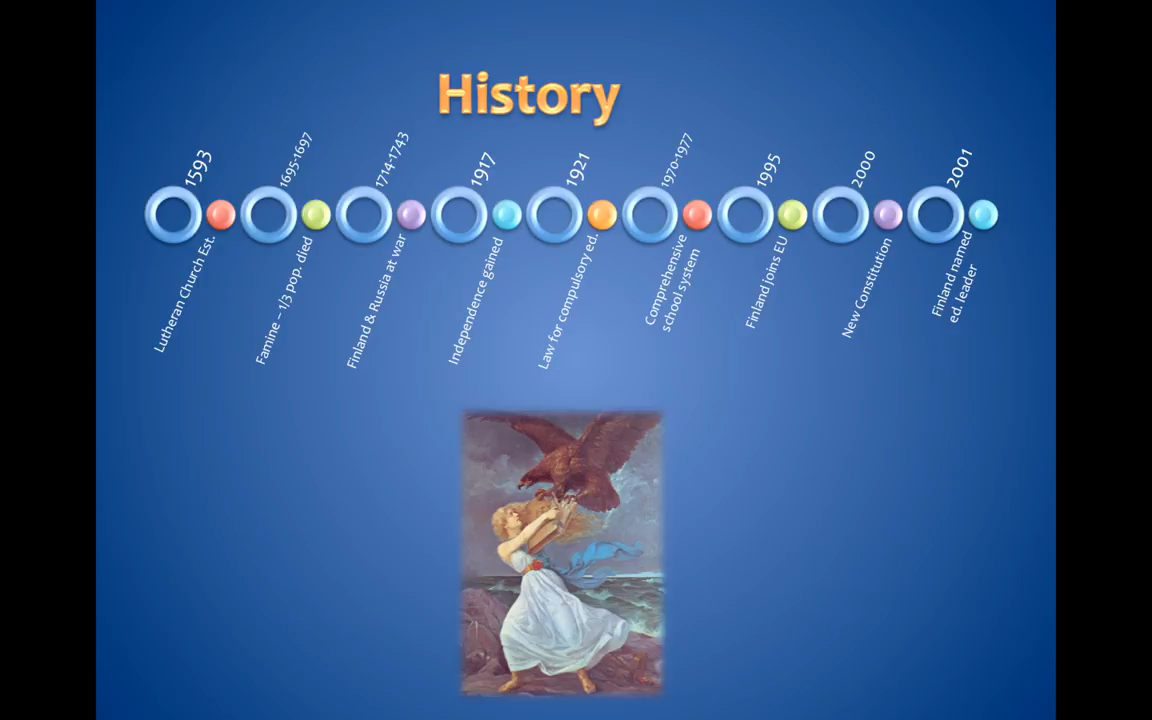 History
1593
1695-1697
1714-1743
1917
1921
1970-1977
1995
2000
2001
Lutheran Church Est.
Famine – 1/3 pop. died
Finland & Russia at war
Independence gained
Law for compulsory ed.
Comprehensive
school system
Finland joins EU
New Constitution
Finland named
ed. leader